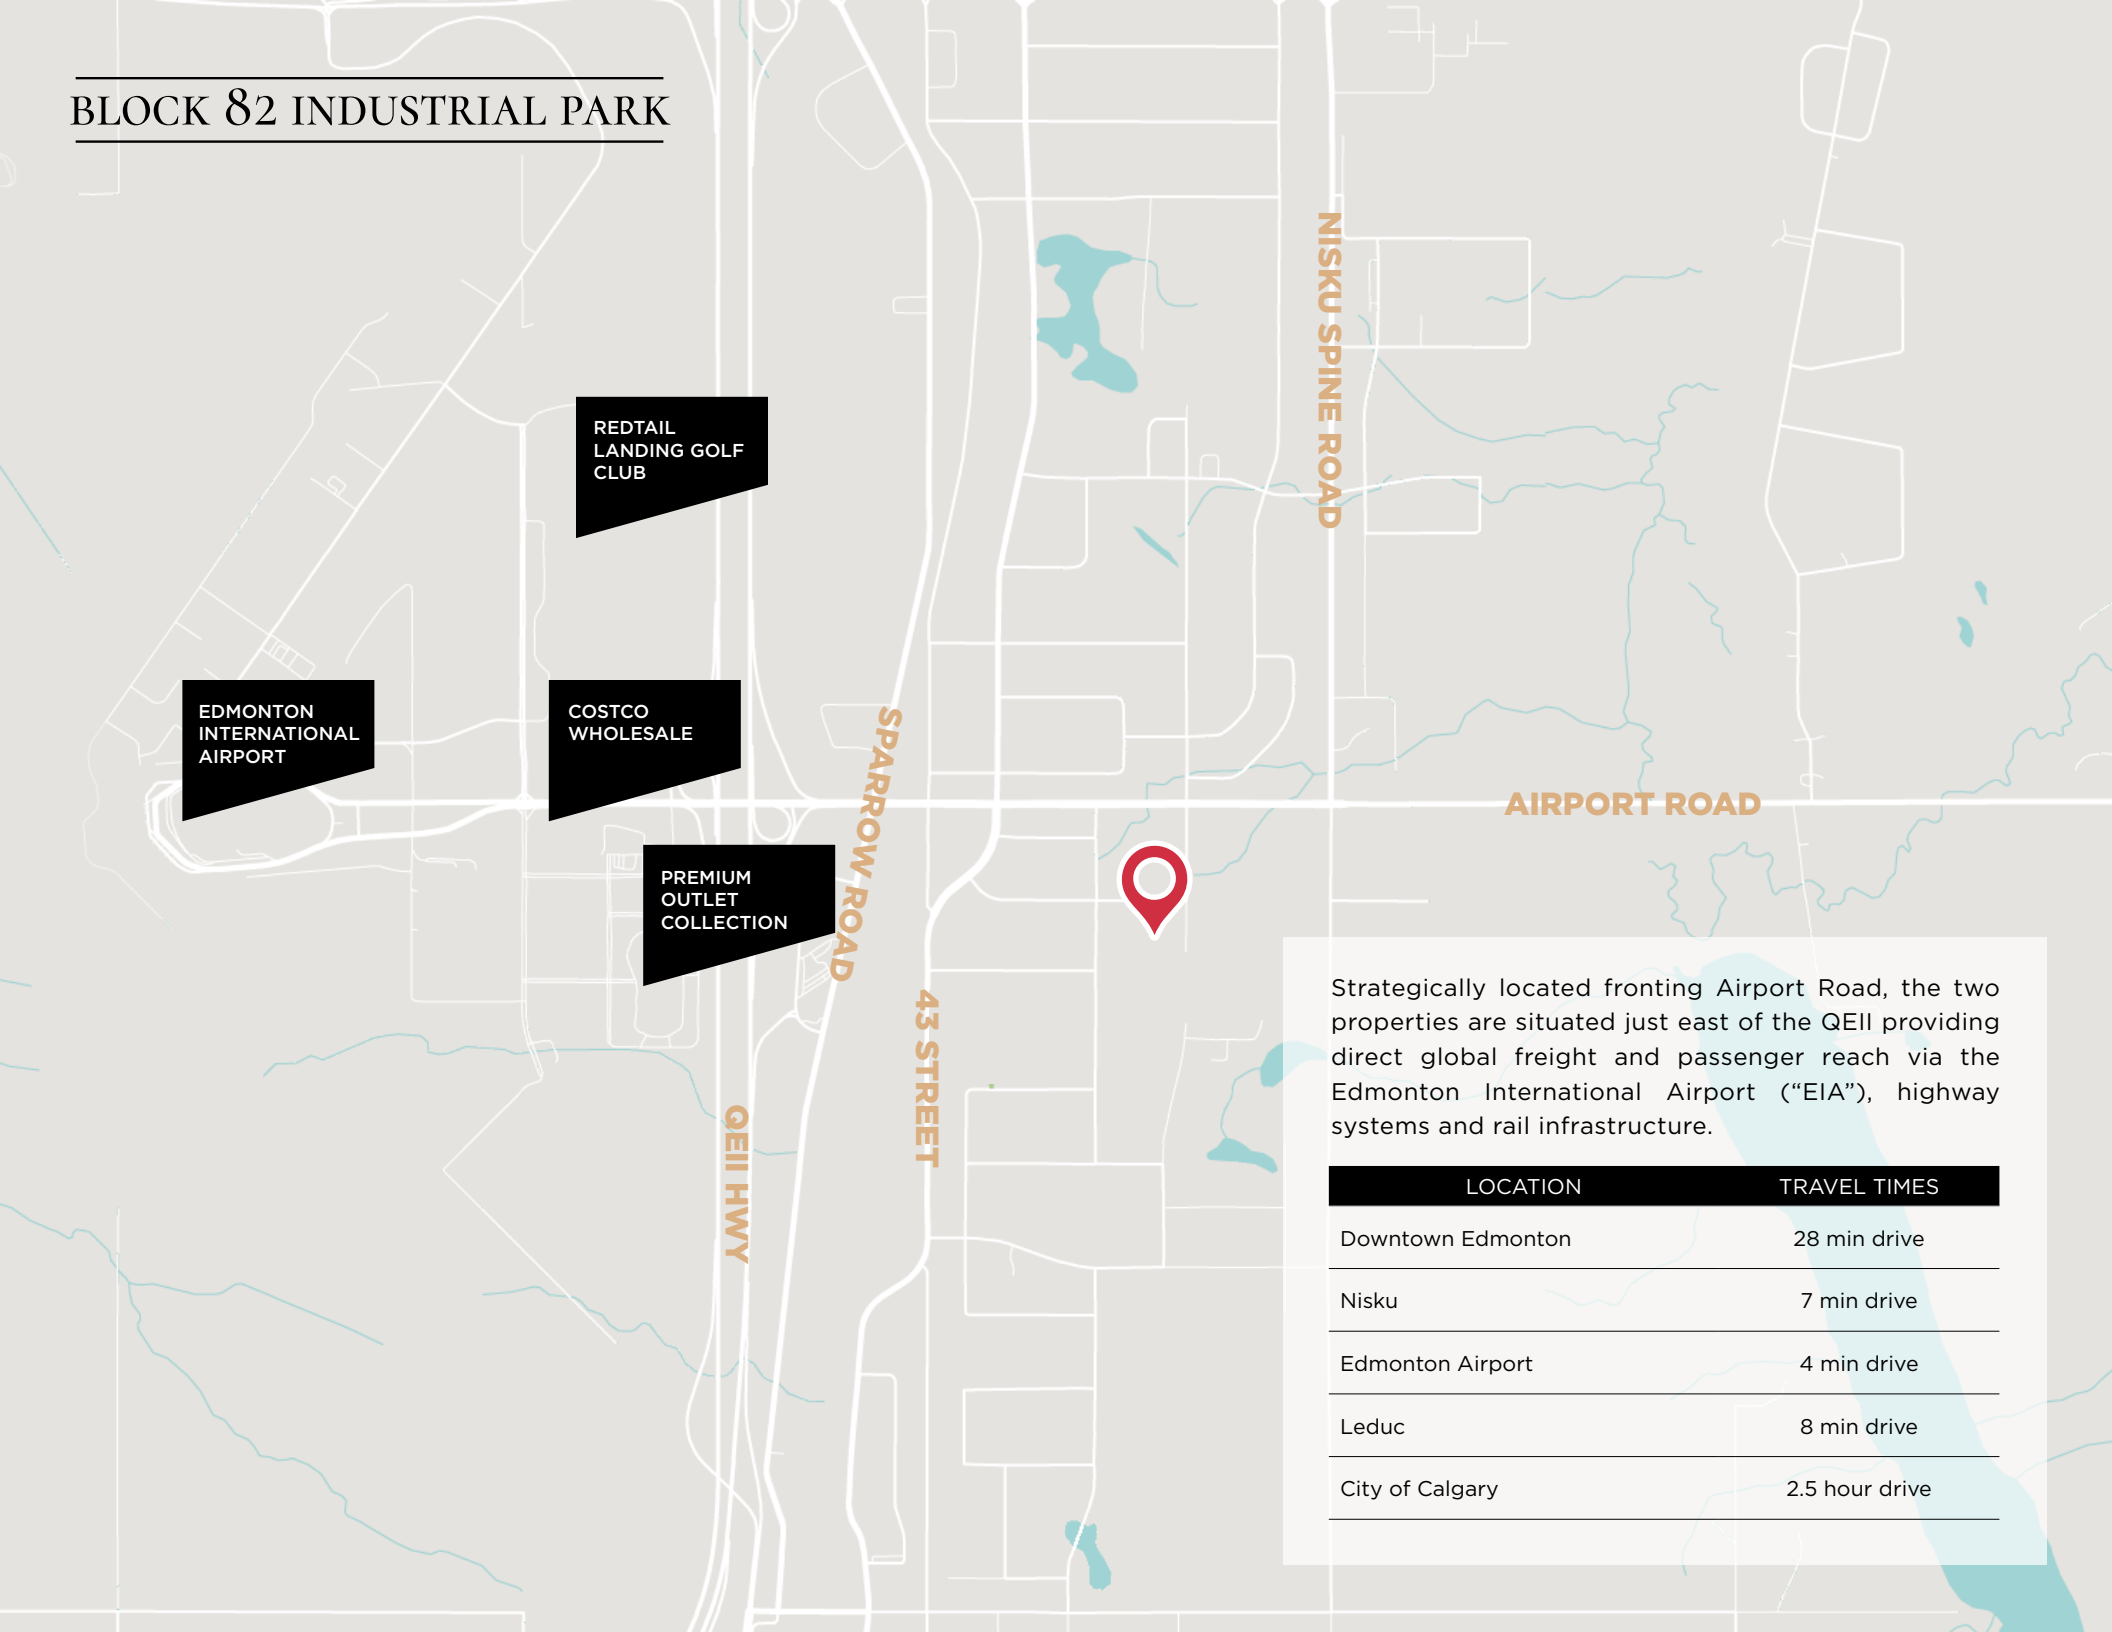 BLOCK 82 INDUSTRIAL PARK
NISKU SPINE ROAD
REDTAIL
LANDING GOLF
CLUB
EDMONTON
INTERNATIONAL
AIRPORT
COSTCO
WHOLESALE
SPARROW ROAD
AIRPORT ROAD
PREMIUM
OUTLET
COLLECTION
43 STREET
QEII HWY
Strategically located fronting Airport Road, the two
properties are situated just east of the QEII providing
direct global freight and passenger reach via the
Edmonton International Airport (“EIA”), highway
systems and rail infrastructure.
LOCATION TRAVEL TIMES
Downtown Edmonton 28 min drive
Nisku 7 min drive
Edmonton Airport 4 min drive
Leduc 8 min drive
City of Calgary 2.5 hour drive